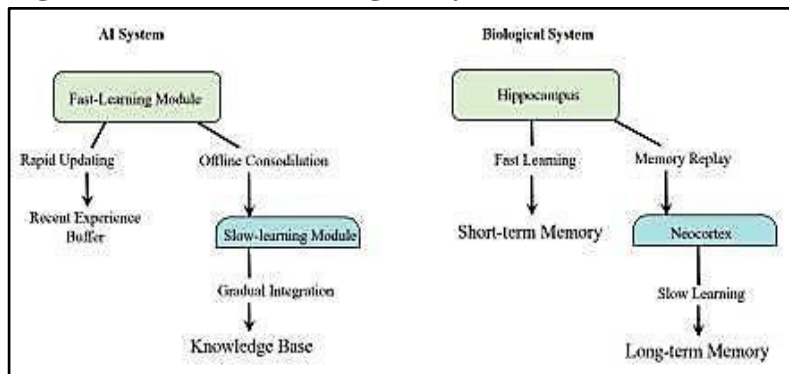 AI System
Fast-Learning Module
Rapid Updating
Offline Consodilation
Recent Experience
Buffer
Slow-learning Module
Gradual Integration
Knowledge Base
Biological System
Hippocampus
Fast Learning
Memory Replay
Short-term Memory
Neocortex
Slow Learning
Long-term Memory